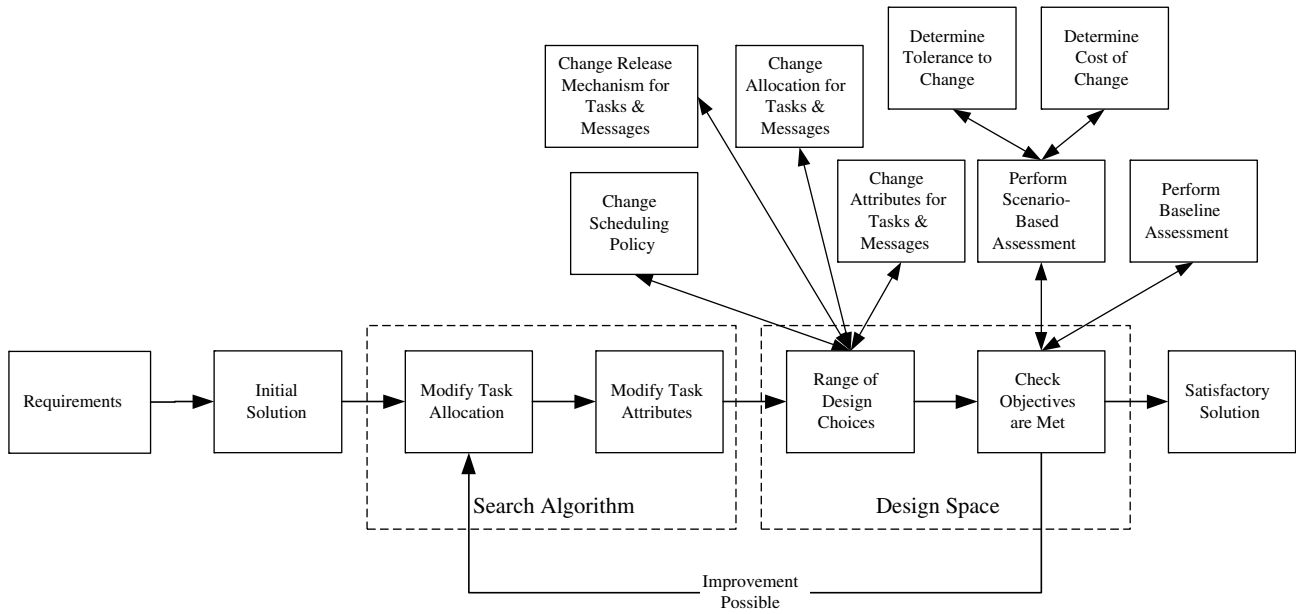 Change Release
Mechanism for
Tasks &
Messages
Change
Allocation for
Tasks &
Messages
Determine
Tolerance to
Change
Determine
Cost of
Change
Change
Scheduling
Policy
Change
Attributes for
Tasks &
Messages
Perform
Scenario-
Based
Assessment
Perform
Baseline
Assessment
Requirements
Initial
Solution
Modify Task
Allocation
Modify Task
Attributes
Range of
Design
Choices
Check
Objectives
are Met
Satisfactory
Solution
Search Algorithm
Design Space
Improvement
Possible